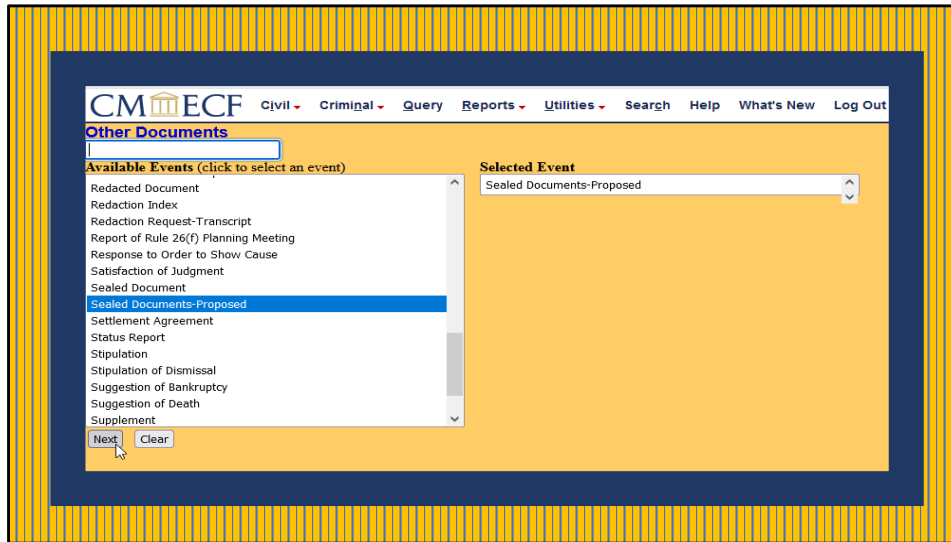 CM ECF Civil Criminal Query Reports Utilities Search Help What's New Log Out
Other Documents
Available Events (click to select an event)
Selected Event
Sealed Documents-Proposed
Redacted Document
Redaction Index
Redaction Request-Transcript
Report of Rule 26(f) Planning Meeting
Response to Order to Show Cause
Satisfaction of Judgment
Sealed Document
Sealed Documents-Proposed
Settlement Agreement
Status Report
Stipulation
Stipulation of Dismissal
Suggestion of Bankruptcy
Suggestion of Death
Supplement
Next Clear